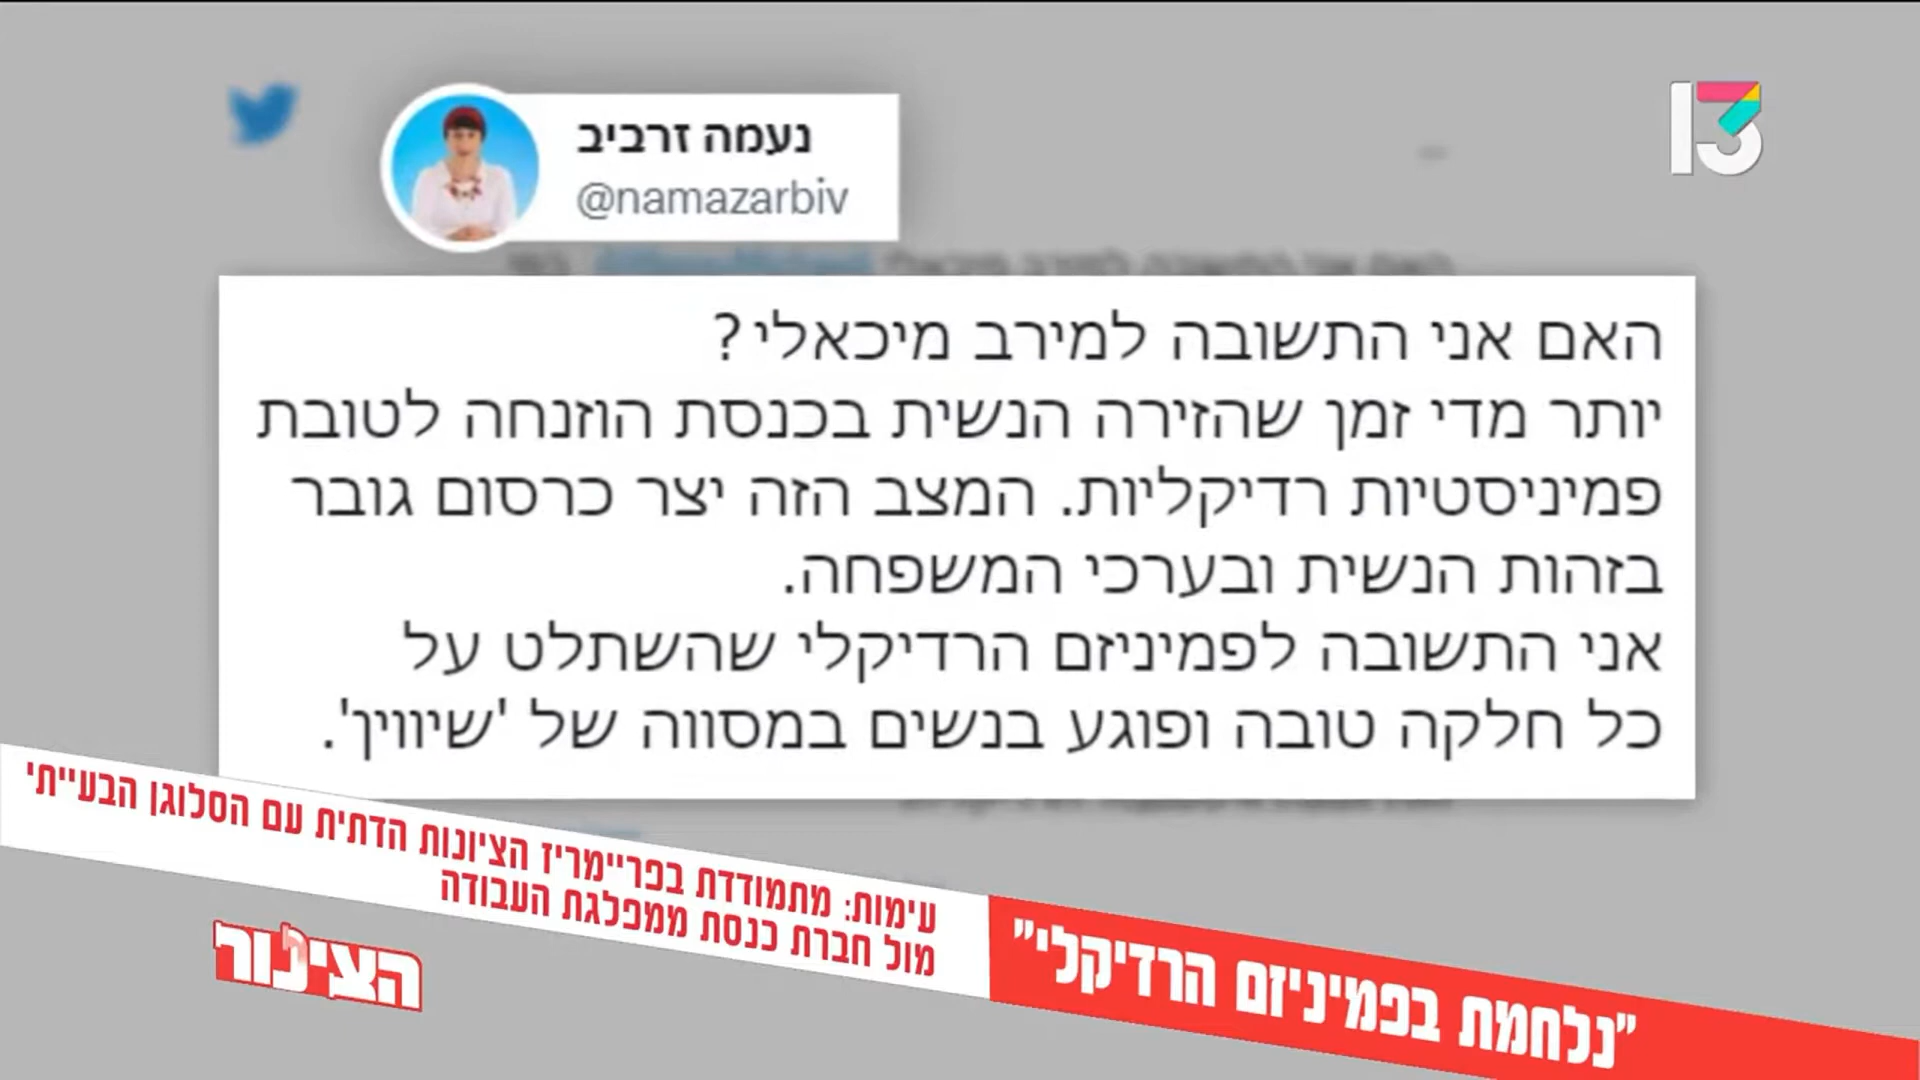 נעמה זרביב
@namazarbiv
13
האם אני התשובה למירב מיכאלי?
יותר מדי זמן שהזירה הנשית בכנסת הוזנחה לטובת
פמיניסטיות רדיקליות. המצב הזה יצר כרסום גובר
בזהות הנשית ובערכי המשפחה.
אני התשובה לפמיניזם הרדיקלי שהשתלט על
כל חלקה טובה ופוגע בנשים במסווה של 'שיוויון'.
"נלחמת בפמיניזם הרדיקלי"
עימות: מתמודדת בפריימריז הציונות הדתית עם הסלוגן הבעייתי
מול חברת כנסת ממפלגת העבודה
הצינור